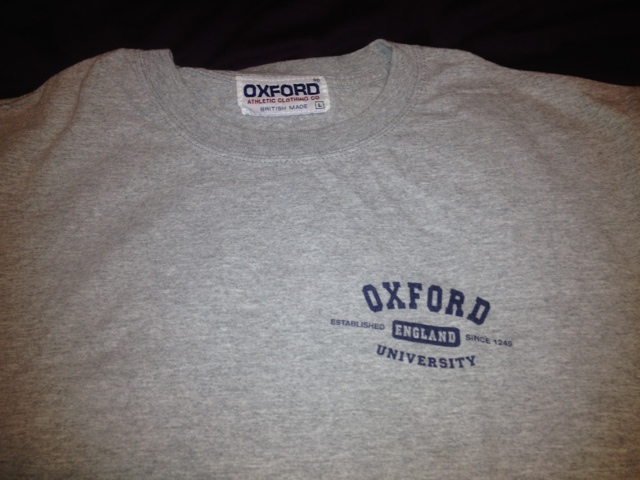 OXFORD
ATHLETIC CLOTHING CO
BRITISH MADE L
OXFORD
ESTABLISHED ENGLAND SINCE 1249
UNIVERSITY